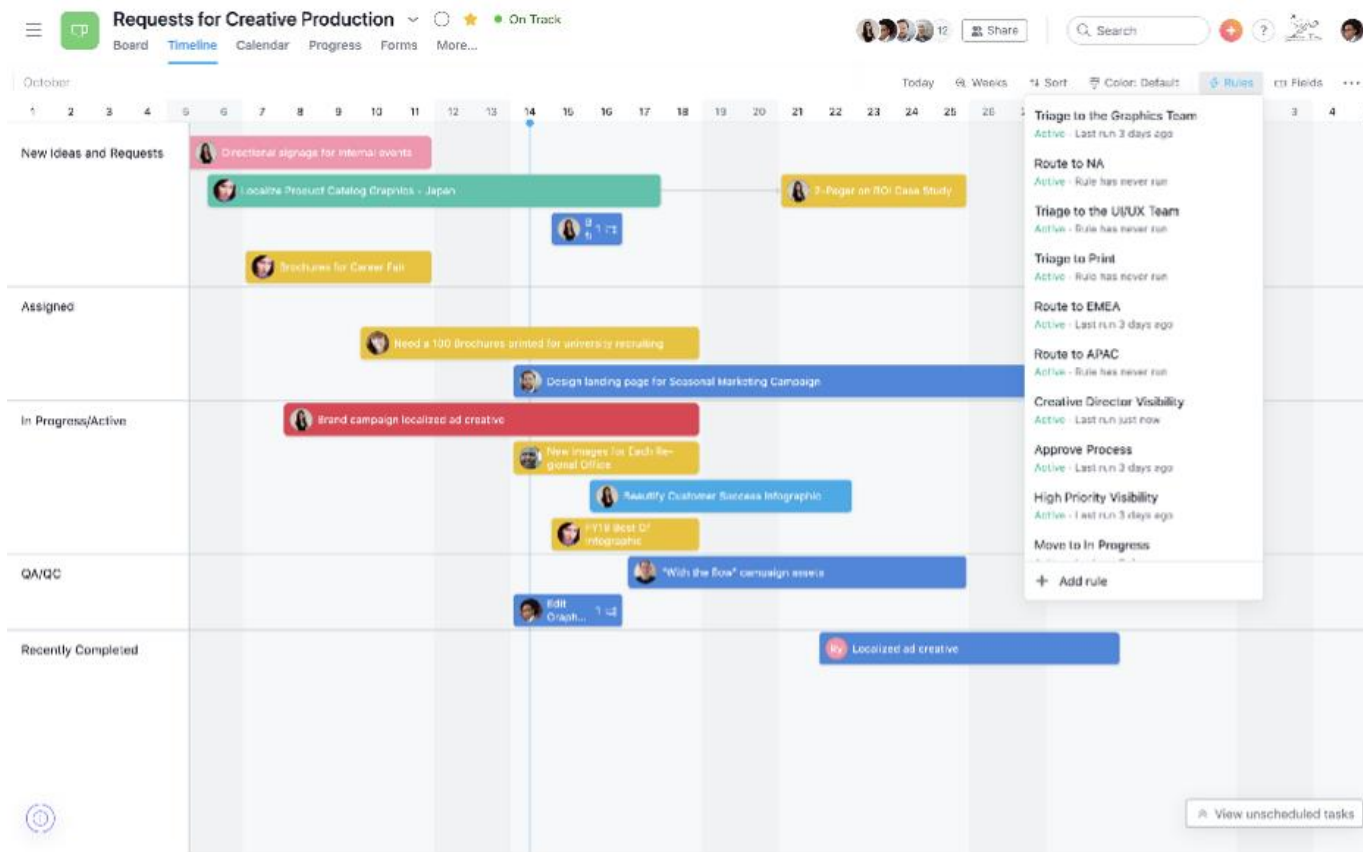 CP
Requests for Creative Production
On Track
12
Share
Search
?
Board Timeline Calendar Progress Forms More...
October
Today Weeks Sort Color: Default Rules Fields
1 2 3 4 5 6 7 8 9 10 11 12 13 14 15 16 17 18 19 20 21 22 23 24 25 26 3 4
New Ideas and Requests
Directional signage for internal events
Localize Product Catalog Graphics - Japan
2-Pager on ROI Case Study
1
Brochures for Career Fair
Assigned
Need a 100 Brochures printed for university recruiting
Design landing page for Seasonal Marketing Campaign
In Progress/Active
Brand campaign localized ad creative
New Images for Each Re-
gional Office
Beautify Customer Success Infographic
FY19 Best Of
Infographic
QA/QC
"With the flow" campaign assets
Edit
Graph... 1
Recently Completed
Ry
Localized ad creative
Triage to the Graphics Team
Active - Last run 3 days ago
Route to NA
Active - Rule has never run
Triage to the UI/UX Team
Active - Rule has never run
Triage to Print
Active - Rule has never run
Route to EMEA
Active - Last run 3 days ago
Route to APAC
Active - Rule has never run
Creative Director Visibility
Active - Last run just now
Approve Process
Active - Last run 3 days ago
High Priority Visibility
Active - Last run 3 days ago
Move to In Progress
+ Add rule
View unscheduled tasks